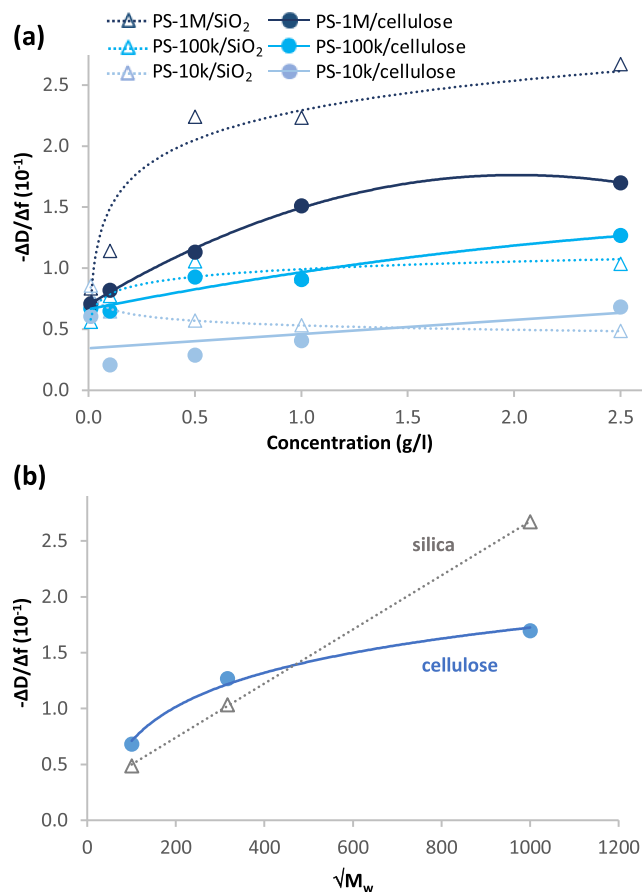 (a)
PS-1M/SiO₂ PS-1M/cellulose
PS-100k/SiO₂ PS-100k/cellulose
PS-10k/SiO₂ PS-10k/cellulose
-ΔD/Δf (10⁻¹)
2.5
2.0
1.5
1.0
0.5
0.0
0.0 0.5 1.0 1.5 2.0 2.5
Concentration (g/l)
(b)
-ΔD/Δf (10⁻¹)
2.5
2.0
1.5
1.0
0.5
0.0
silica
cellulose
0 200 400 600 800 1000 1200
√M_w